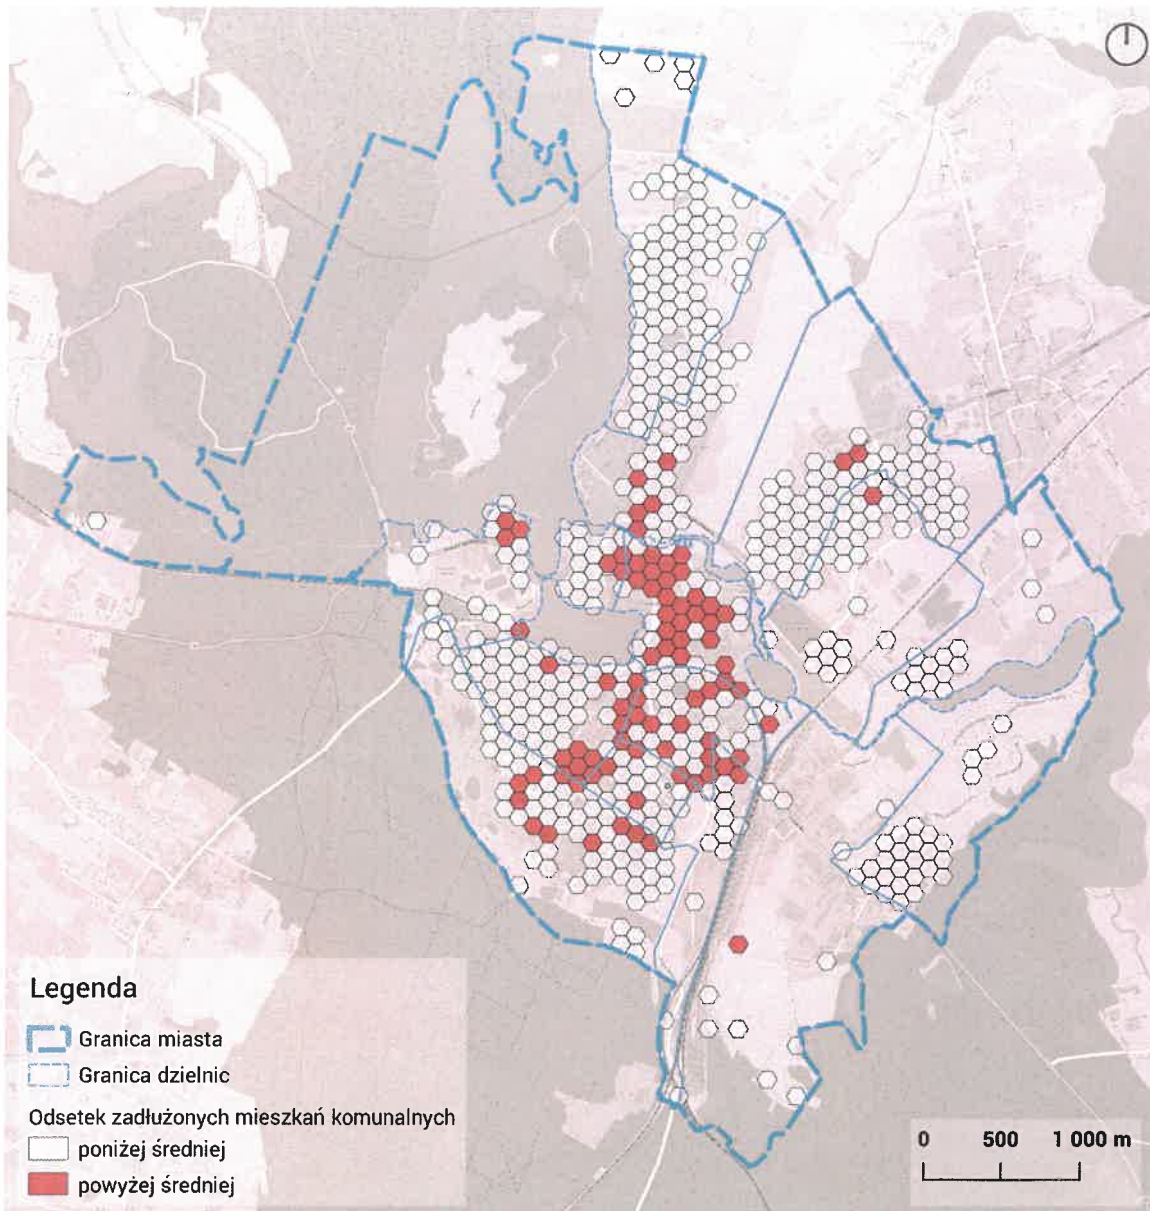 Legenda
Granica miasta
Granica dzielnic
Odsetek zadłużonych mieszkań komunalnych
poniżej średniej
powyżej średniej
0 500 1 000 m